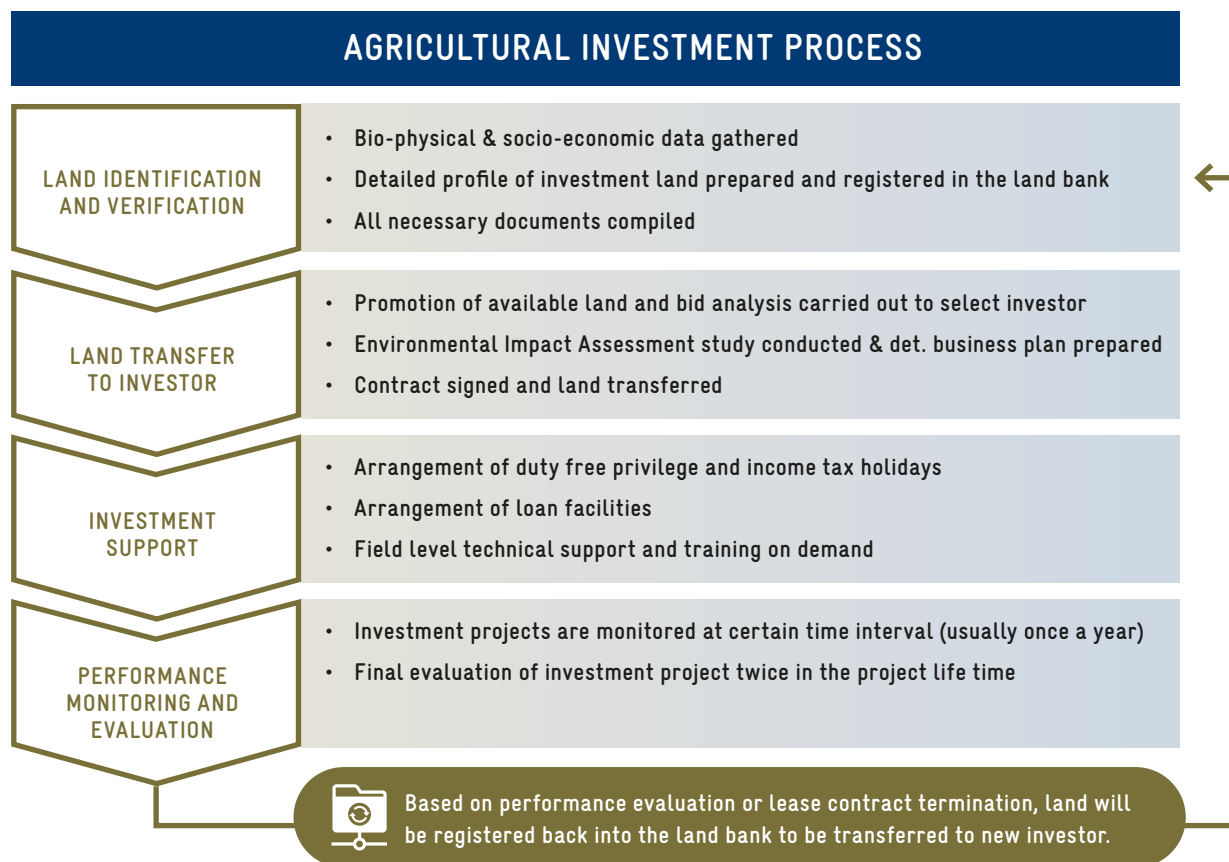 AGRICULTURAL INVESTMENT PROCESS
LAND IDENTIFICATION
AND VERIFICATION
• Bio-physical & socio-economic data gathered
• Detailed profile of investment land prepared and registered in the land bank
• All necessary documents compiled
LAND TRANSFER
TO INVESTOR
• Promotion of available land and bid analysis carried out to select investor
• Environmental Impact Assessment study conducted & det. business plan prepared
• Contract signed and land transferred
INVESTMENT
SUPPORT
• Arrangement of duty free privilege and income tax holidays
• Arrangement of loan facilities
• Field level technical support and training on demand
PERFORMANCE
MONITORING AND
EVALUATION
• Investment projects are monitored at certain time interval (usually once a year)
• Final evaluation of investment project twice in the project life time
Based on performance evaluation or lease contract termination, land will
be registered back into the land bank to be transferred to new investor.